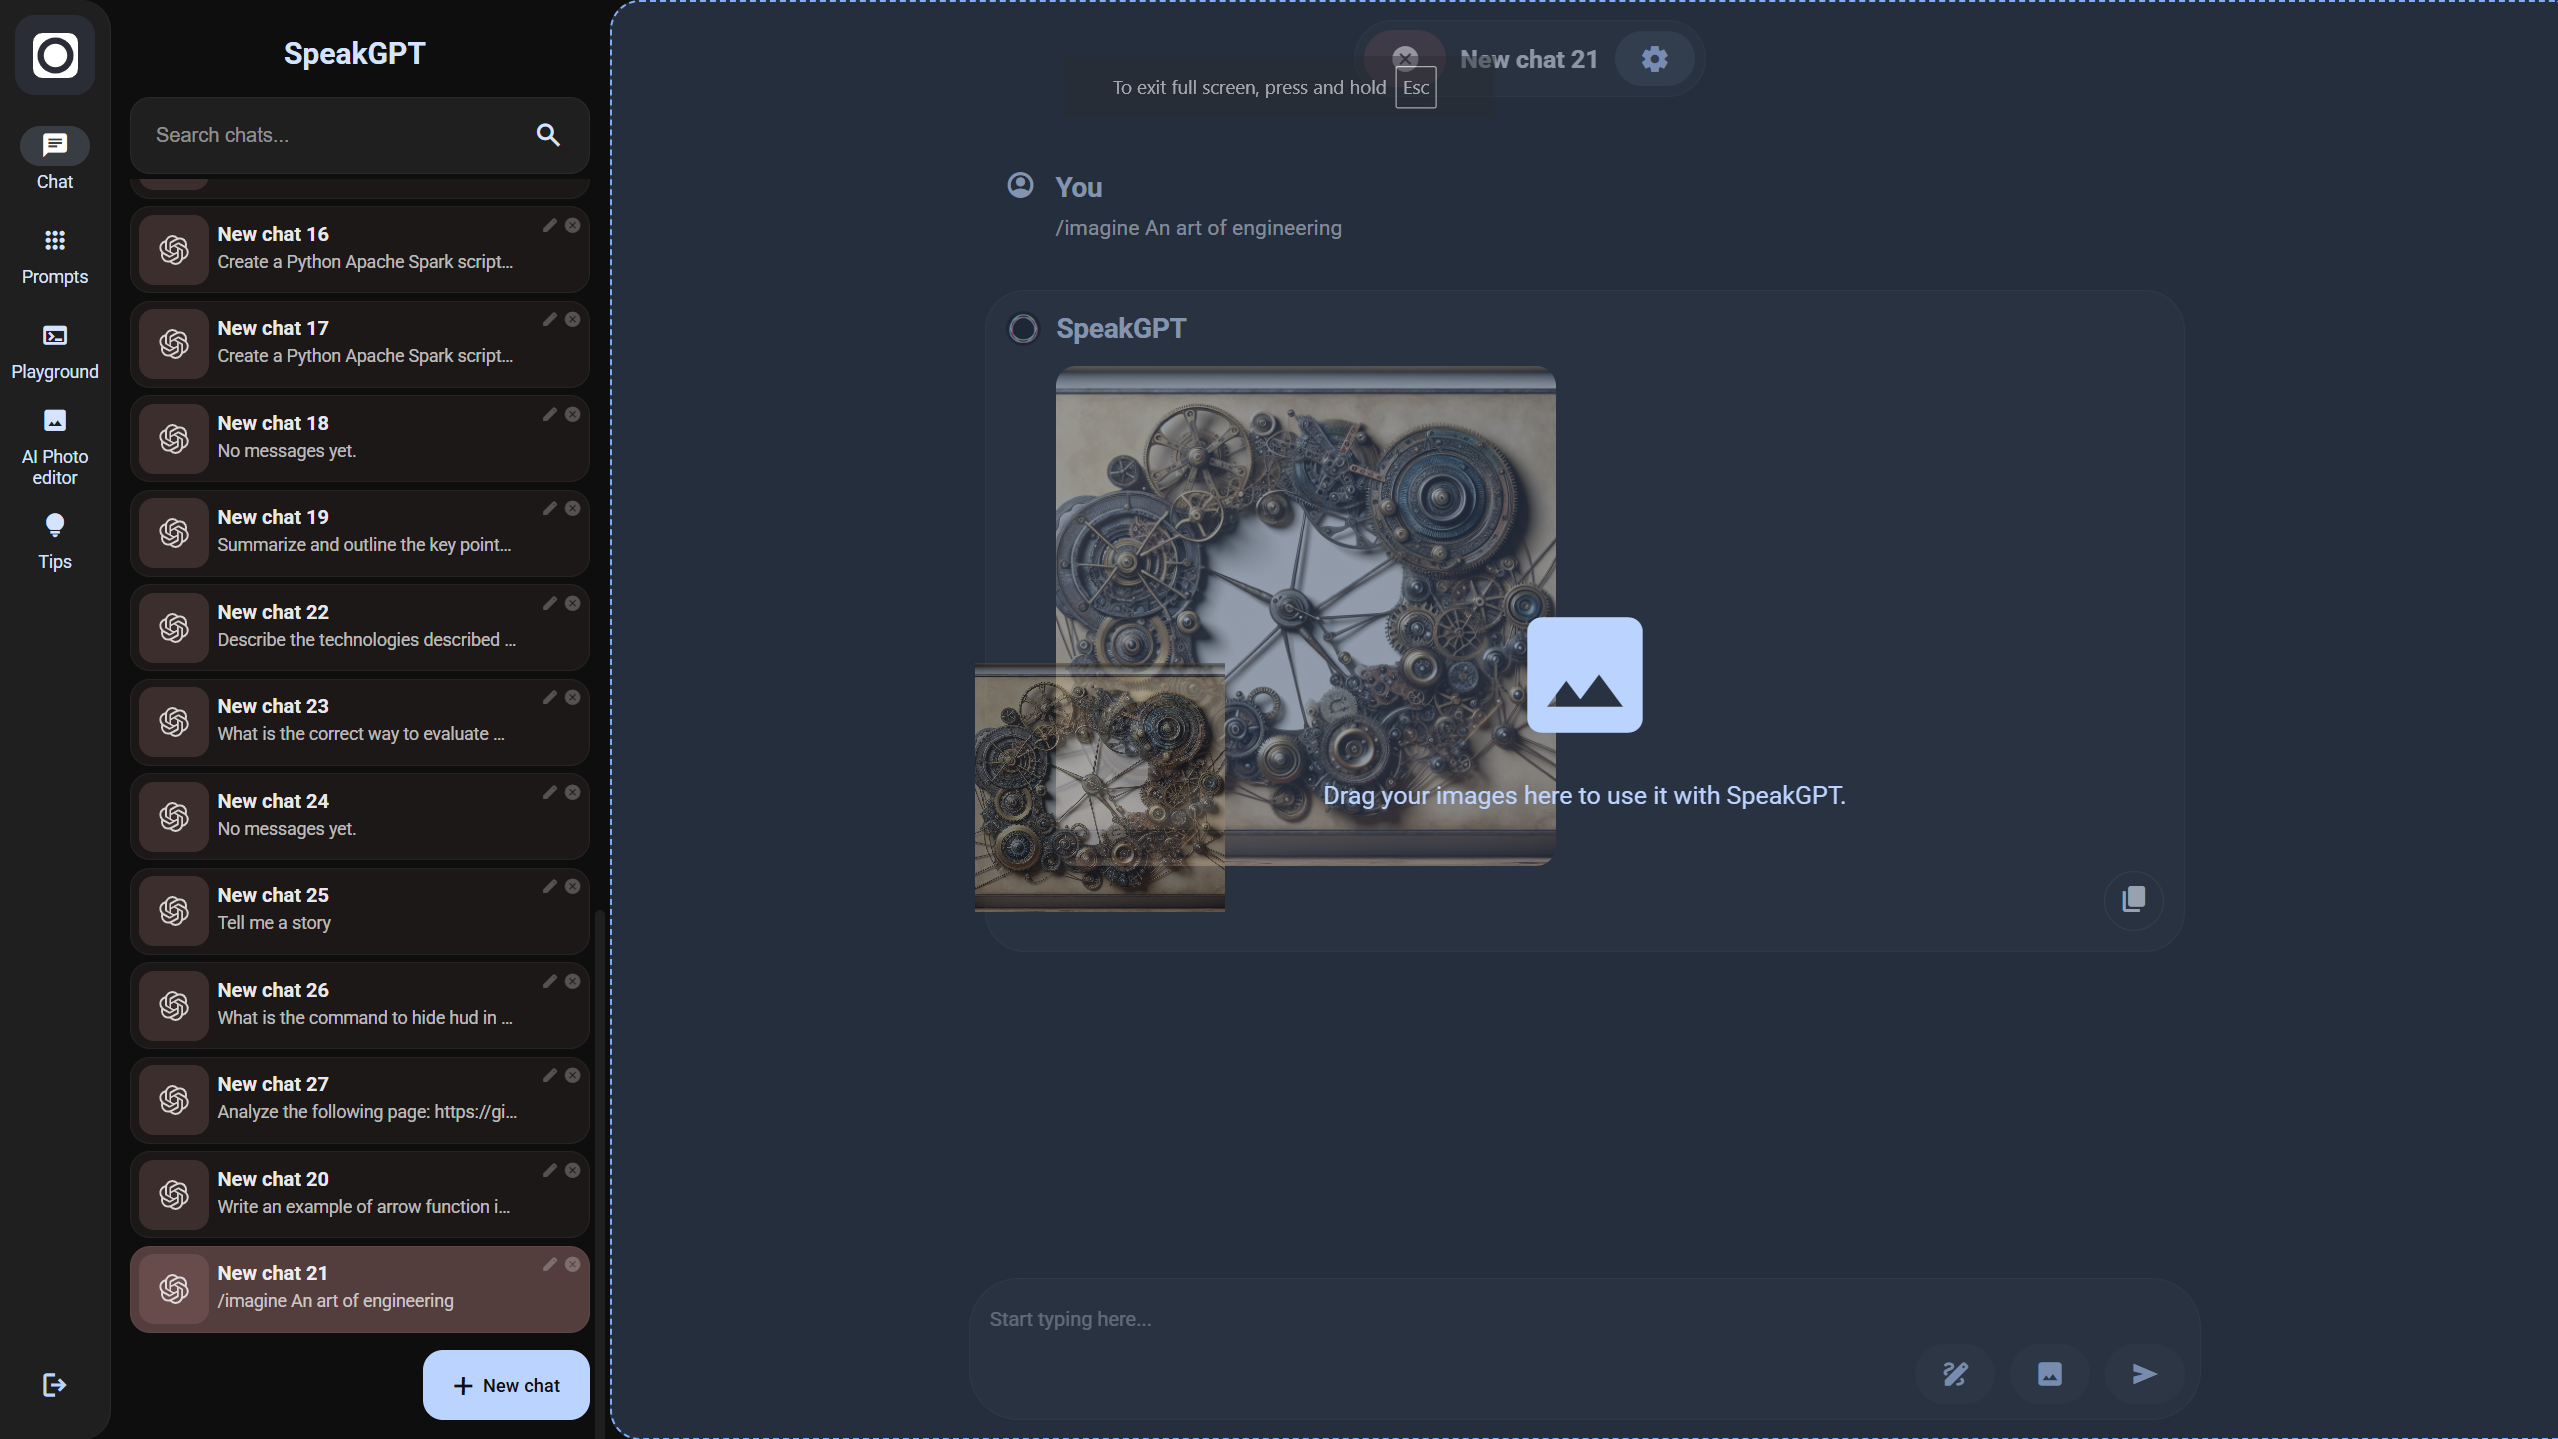 SpeakGPT
Search chats...
Chat
Prompts
Playground
AI Photo
editor
Tips
New chat 16
Create a Python Apache Spark script...
New chat 17
Create a Python Apache Spark script...
New chat 18
No messages yet.
New chat 19
Summarize and outline the key point...
New chat 22
Describe the technologies described ...
New chat 23
What is the correct way to evaluate ...
New chat 24
No messages yet.
New chat 25
Tell me a story
New chat 26
What is the command to hide hud in ...
New chat 27
Analyze the following page: https://gi...
New chat 20
Write an example of arrow function i...
New chat 21
/imagine An art of engineering
New chat
New chat 21
To exit full screen, press and hold Esc
You
/imagine An art of engineering
SpeakGPT
Drag your images here to use it with SpeakGPT.
Start typing here...